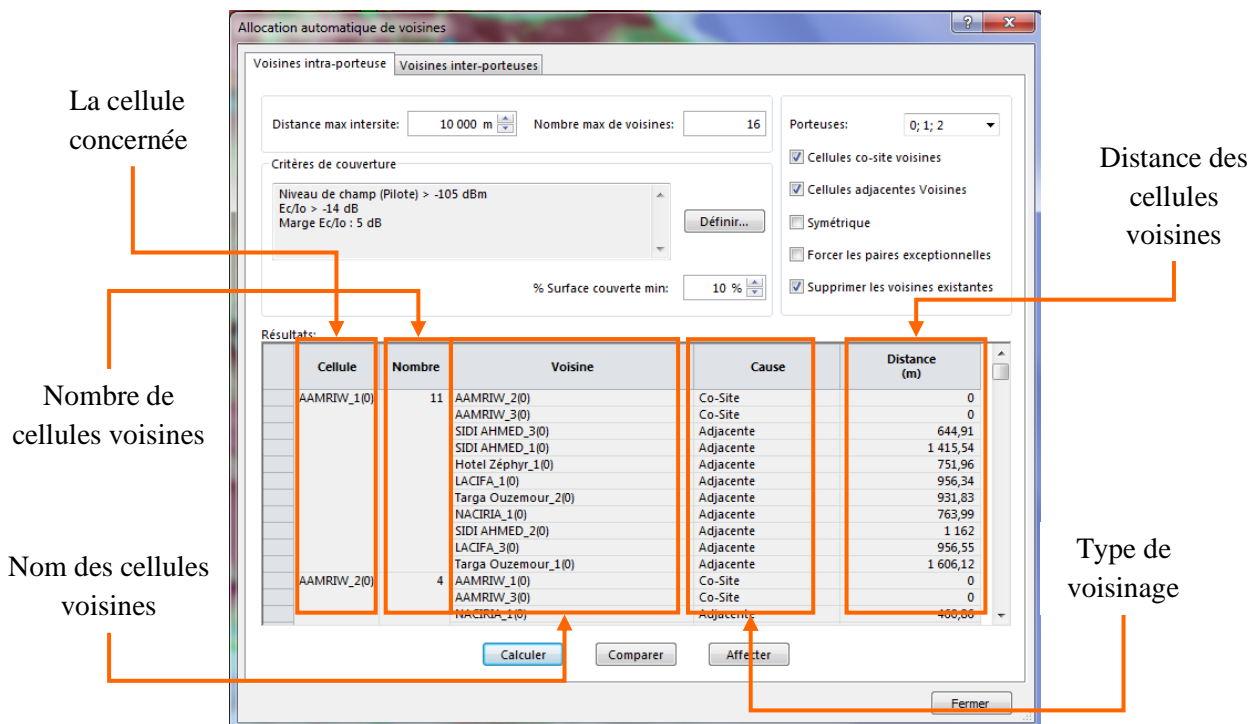 Allocation automatique de voisines
Voisines intra-porteuse Voisines inter-porteuses
La cellule
concernée
Distance max intersite: 10 000 m Nombre max de voisines: 16 Porteuses: 0; 1; 2
Critères de couverture
Niveau de champ (Pilote) > -105 dBm
Ec/Io > -14 dB
Marge Ec/Io : 5 dB
Définir...
% Surface couverte min: 10 %
Cellules co-site voisines
Cellules adjacentes Voisines
Symétrique
Forcer les paires exceptionnelles
Supprimer les voisines existantes
Distance des
cellules
voisines
Résultats:
Cellule Nombre Voisine Cause Distance
(m)
AAMRIW_1(0) 11 AAMRIW_2(0) Co-Site 0
AAMRIW_3(0) Co-Site 0
SIDI AHMED_3(0) Adjacente 644,91
SIDI AHMED_1(0) Adjacente 1 415,54
Hotel Zéphyr_1(0) Adjacente 751,96
LACIFA_1(0) Adjacente 956,34
Targa Ouzemour_2(0) Adjacente 931,83
NACIRIA_1(0) Adjacente 763,99
SIDI AHMED_2(0) Adjacente 1 162
LACIFA_3(0) Adjacente 956,55
Targa Ouzemour_1(0) Adjacente 1 606,12
AAMRIW_2(0) 4 AAMRIW_1(0) Co-Site 0
AAMRIW_3(0) Co-Site 0
NACIRIA_1(0) Adjacente 460,86
Nombre de
cellules voisines
Nom des cellules
voisines
Type de
voisinage
Calculer Comparer Affecter
Fermer